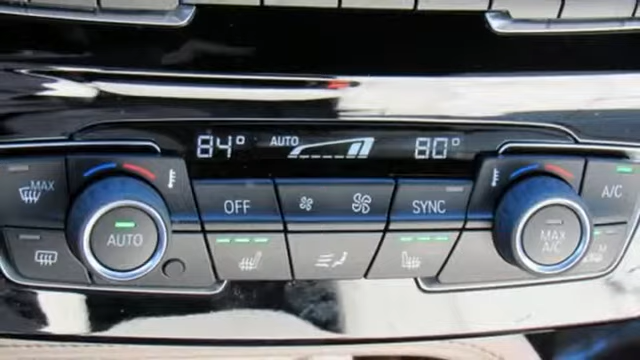 84° AUTO 80°
MAX
OFF
SYNC
A/C
AUTO
MAX
A/C
M